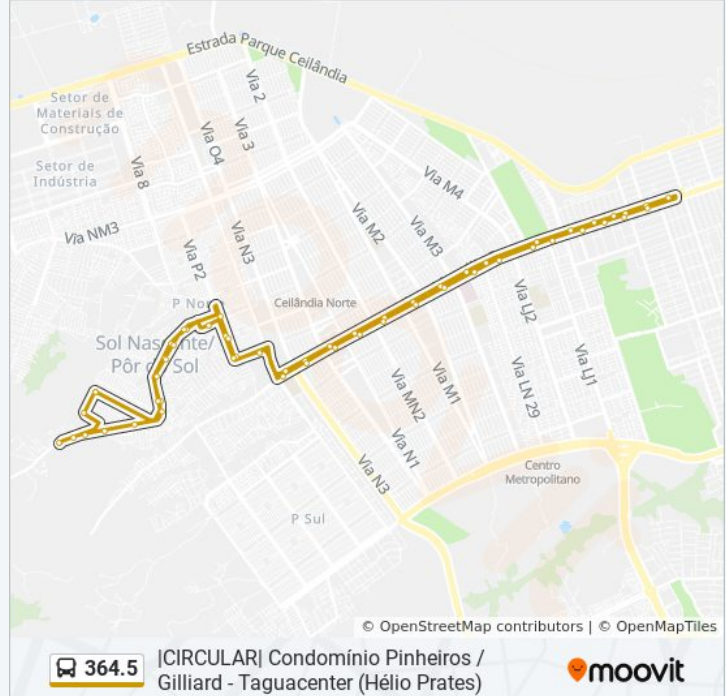 Estrada Parque Ceilândia
Setor de
Materiais de
Construção
Via 2
Via O4
Via 3
Setor de
Indústria
Via 8
Via M4
Via M2
Via M3
Via NM3
Via N3
Via P2
P Norte
Ceilândia Norte
Via LJ2
Sol Nascente/
Pôr do Sol
Via LJ1
Via M1
Via LN 29
Via MN2
Via N1
Via N3
Centro
Metropolitano
P Sul
© OpenStreetMap contributors | © OpenMapTiles
364.5
|CIRCULAR| Condomínio Pinheiros /
Gilliard - Taguacenter (Hélio Prates)
moovit